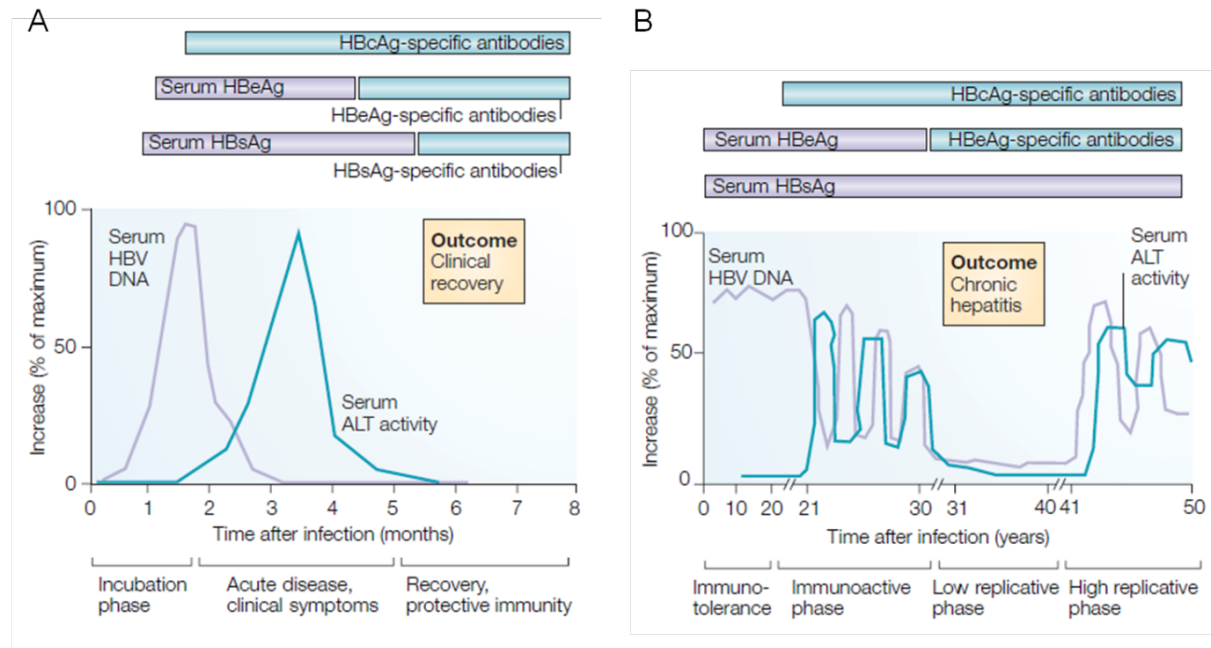 A
HBcAg-specific antibodies
Serum HBeAg
HBeAg-specific antibodies
Serum HBsAg
HBsAg-specific antibodies
100
50
0
Increase (% of maximum)
Serum
HBV
DNA
Outcome
Clinical
recovery
Serum
ALT activity
0 1 2 3 4 5 6 7 8
Time after infection (months)
Incubation
phase
Acute disease,
clinical symptoms
Recovery,
protective immunity
B
HBcAg-specific antibodies
Serum HBeAg
HBeAg-specific antibodies
Serum HBsAg
100
50
0
Increase (% of maximum)
Serum
HBV DNA
Outcome
Chronic
hepatitis
Serum
ALT
activity
0 10 20 21 30 31 40 41 50
Time after infection (years)
Immuno-
tolerance
Immunoactive
phase
Low replicative
phase
High replicative
phase